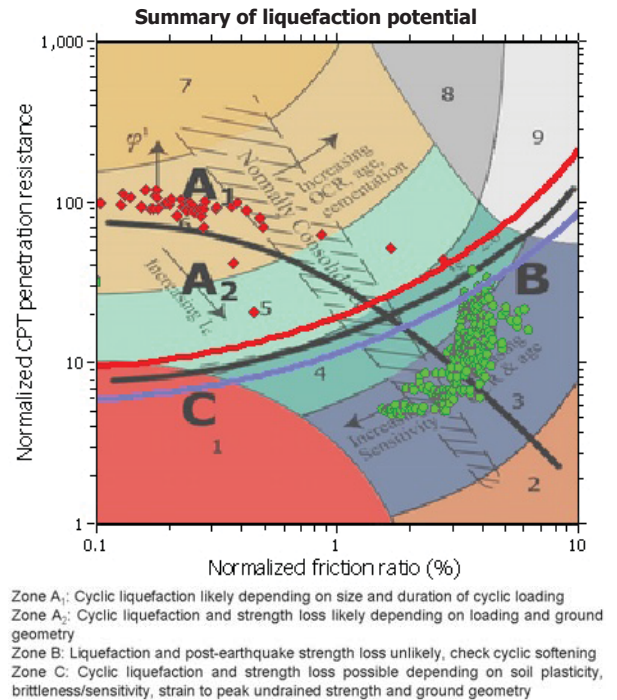 Summary of liquefaction potential
Normalized CPT penetration resistance
1,000
100
10
1
7
8
9
φ'
A1
6
A2
5
B
4
C
1
3
2
Normally Consolid
Increasing
OCR, age,
cementation
Increasing Ic
Increasing
Sensitivity
R & age
0.1
1
10
Normalized friction ratio (%)
Zone A1: Cyclic liquefaction likely depending on size and duration of cyclic loading
Zone A2: Cyclic liquefaction and strength loss likely depending on loading and ground
geometry
Zone B: Liquefaction and post-earthquake strength loss unlikely, check cyclic softening
Zone C: Cyclic liquefaction and strength loss possible depending on soil plasticity,
brittleness/sensitivity, strain to peak undrained strength and ground geometry